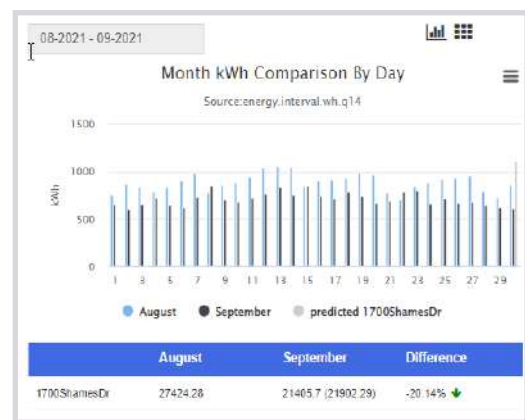 08-2021 - 09-2021
Month kWh Comparison By Day
Source:energy.interval.wh.q14
1500
1000
500
0
kWh
1 3 5 7 9 11 13 15 17 19 21 23 25 27 29
August September predicted 1700ShamesDr
August September Difference
1700ShamesDr 27424.28 21405.7 (21902.29) -20.14%